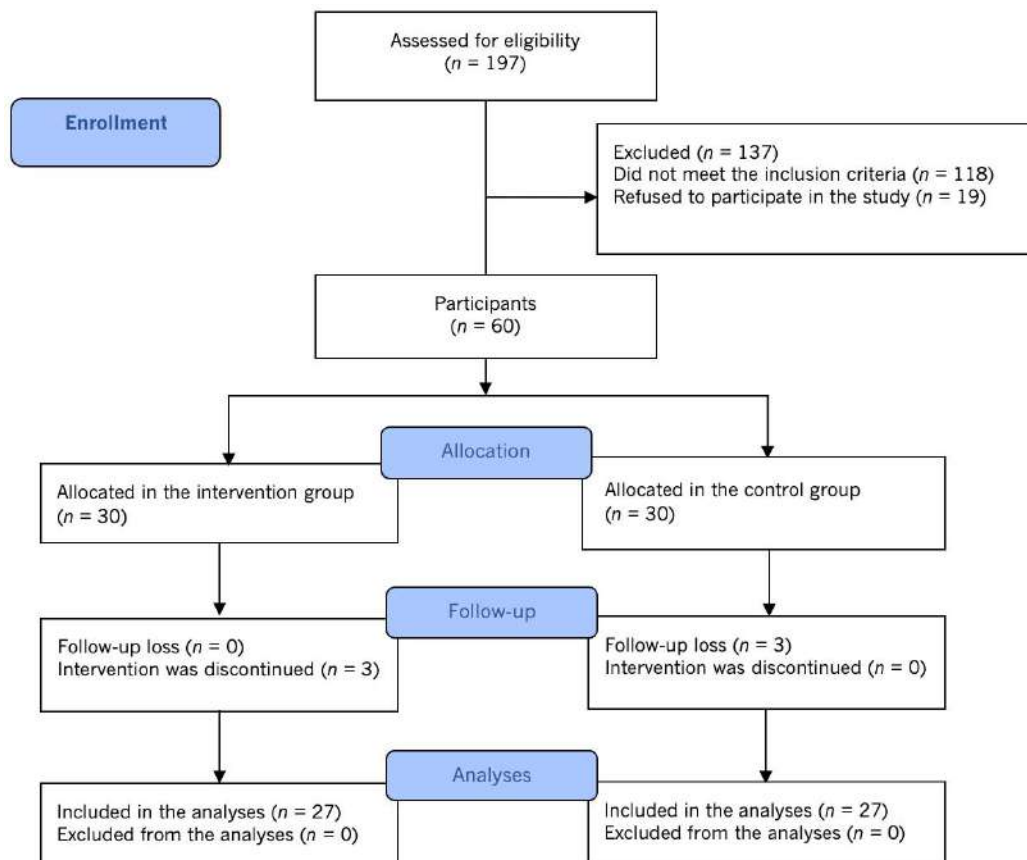 Assessed for eligibility
(n = 197)
Enrollment
Excluded (n = 137)
Did not meet the inclusion criteria (n = 118)
Refused to participate in the study (n = 19)
Participants
(n = 60)
Allocation
Allocated in the intervention group
(n = 30)
Allocated in the control group
(n = 30)
Follow-up
Follow-up loss (n = 0)
Intervention was discontinued (n = 3)
Follow-up loss (n = 3)
Intervention was discontinued (n = 0)
Analyses
Included in the analyses (n = 27)
Excluded from the analyses (n = 0)
Included in the analyses (n = 27)
Excluded from the analyses (n = 0)